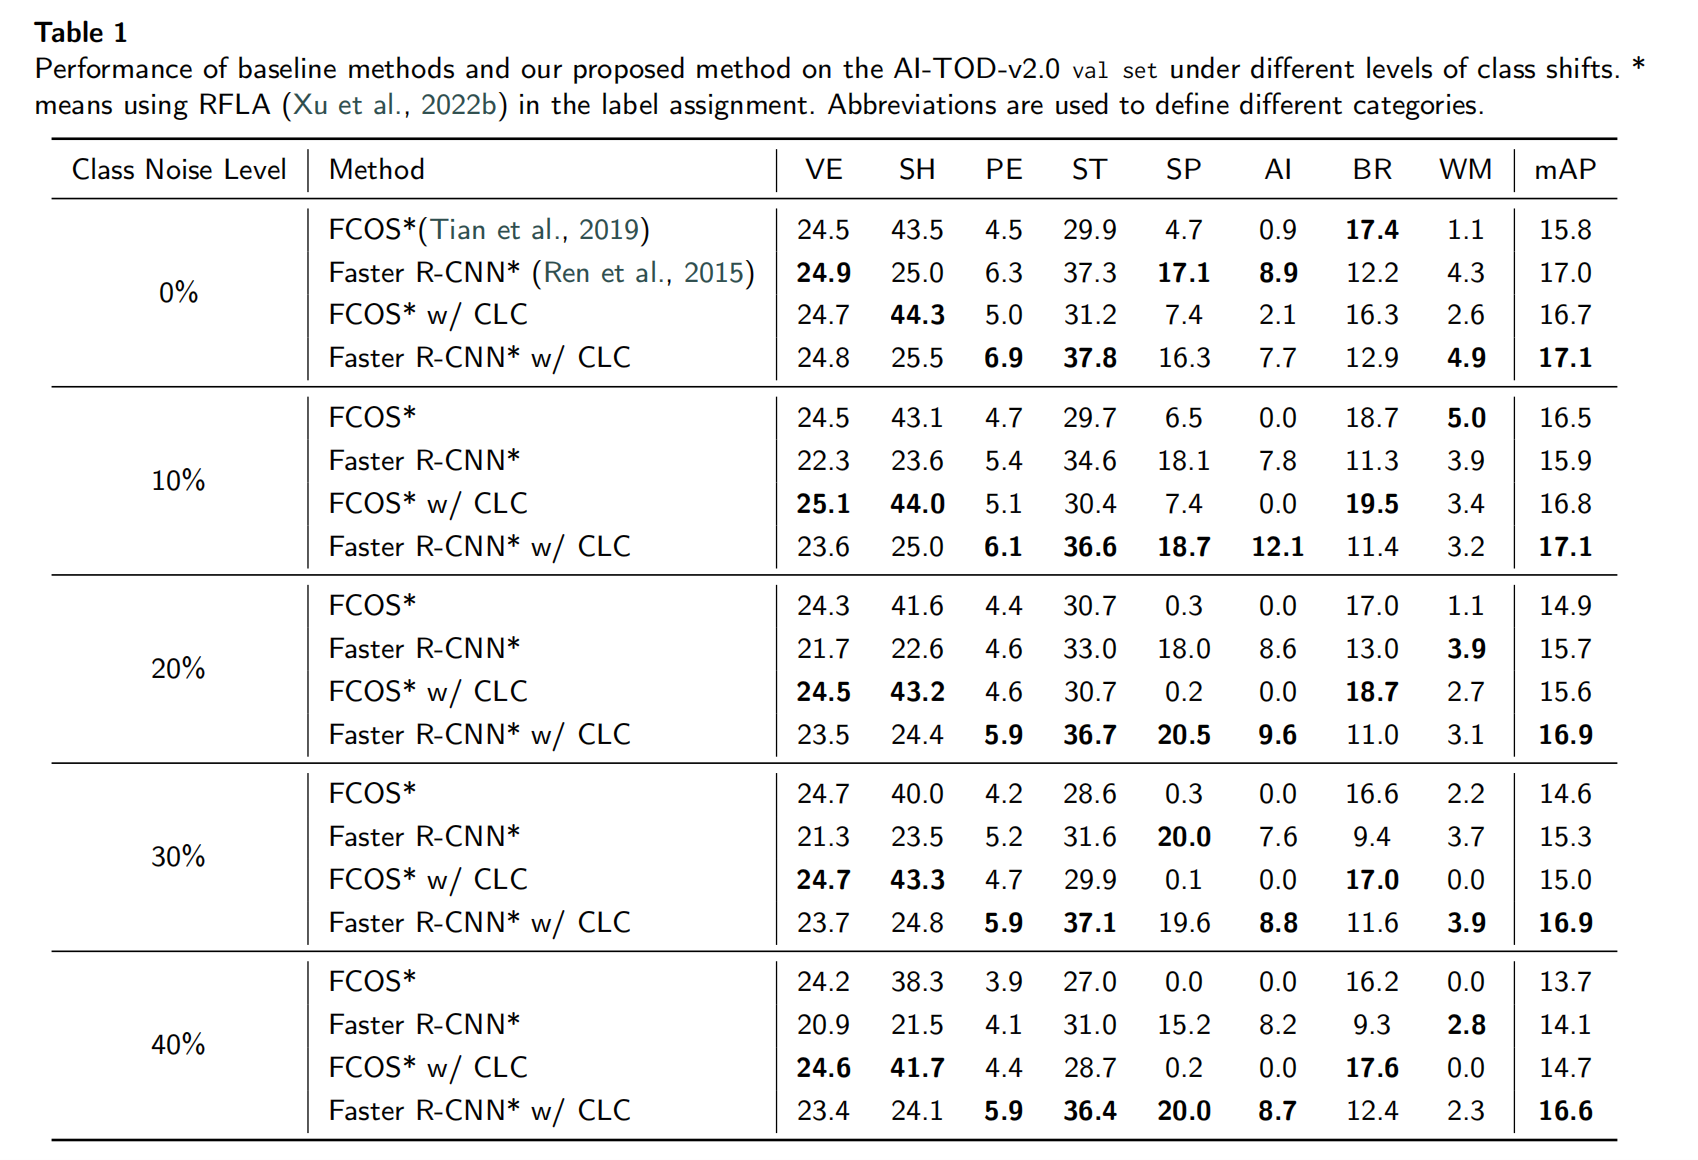 Table 1
Performance of baseline methods and our proposed method on the AI-TOD-v2.0 val set under different levels of class shifts. *
means using RFLA (Xu et al., 2022b) in the label assignment. Abbreviations are used to define different categories.
Class Noise Level Method VE SH PE ST SP AI BR WM mAP
0%
FCOS*(Tian et al., 2019) 24.5 43.5 4.5 29.9 4.7 0.9 17.4 1.1 15.8
Faster R-CNN* (Ren et al., 2015) 24.9 25.0 6.3 37.3 17.1 8.9 12.2 4.3 17.0
FCOS* w/ CLC 24.7 44.3 5.0 31.2 7.4 2.1 16.3 2.6 16.7
Faster R-CNN* w/ CLC 24.8 25.5 6.9 37.8 16.3 7.7 12.9 4.9 17.1
10%
FCOS* 24.5 43.1 4.7 29.7 6.5 0.0 18.7 5.0 16.5
Faster R-CNN* 22.3 23.6 5.4 34.6 18.1 7.8 11.3 3.9 15.9
FCOS* w/ CLC 25.1 44.0 5.1 30.4 7.4 0.0 19.5 3.4 16.8
Faster R-CNN* w/ CLC 23.6 25.0 6.1 36.6 18.7 12.1 11.4 3.2 17.1
20%
FCOS* 24.3 41.6 4.4 30.7 0.3 0.0 17.0 1.1 14.9
Faster R-CNN* 21.7 22.6 4.6 33.0 18.0 8.6 13.0 3.9 15.7
FCOS* w/ CLC 24.5 43.2 4.6 30.7 0.2 0.0 18.7 2.7 15.6
Faster R-CNN* w/ CLC 23.5 24.4 5.9 36.7 20.5 9.6 11.0 3.1 16.9
30%
FCOS* 24.7 40.0 4.2 28.6 0.3 0.0 16.6 2.2 14.6
Faster R-CNN* 21.3 23.5 5.2 31.6 20.0 7.6 9.4 3.7 15.3
FCOS* w/ CLC 24.7 43.3 4.7 29.9 0.1 0.0 17.0 0.0 15.0
Faster R-CNN* w/ CLC 23.7 24.8 5.9 37.1 19.6 8.8 11.6 3.9 16.9
40%
FCOS* 24.2 38.3 3.9 27.0 0.0 0.0 16.2 0.0 13.7
Faster R-CNN* 20.9 21.5 4.1 31.0 15.2 8.2 9.3 2.8 14.1
FCOS* w/ CLC 24.6 41.7 4.4 28.7 0.2 0.0 17.6 0.0 14.7
Faster R-CNN* w/ CLC 23.4 24.1 5.9 36.4 20.0 8.7 12.4 2.3 16.6